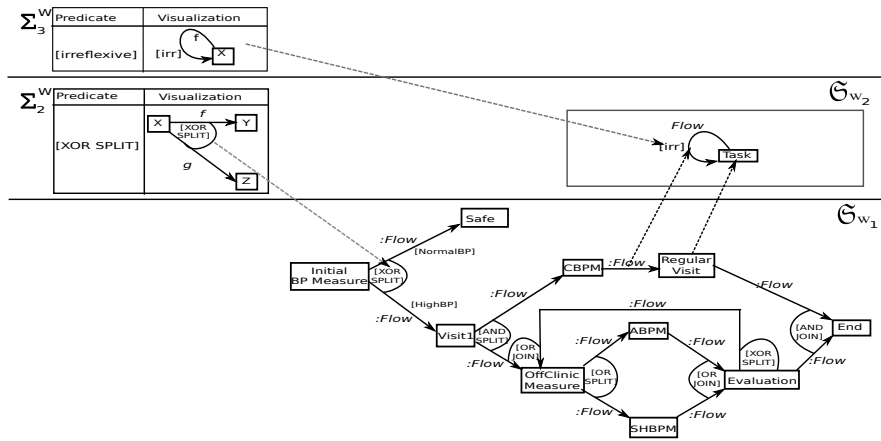 Σ₃ᵂ
Predicate Visualization
[irreflexive]
f
[irr]
X
Σ₂ᵂ
Predicate Visualization
[XOR SPLIT]
X
f
Y
[XOR
SPLIT]
g
Z
𝔖w₂
Flow
[irr]
Task
𝔖w₁
Safe
:Flow
[NormalBP]
Initial
BP Measure
[XOR
SPLIT]
[HighBP]
:Flow
CBPM
:Flow
Regular
Visit
:Flow
:Flow
:Flow
Visit1
[AND
SPLIT]
:Flow
[OR
JOIN]
:Flow
ABPM
:Flow
[XOR
SPLIT]
[AND
JOIN]
End
:Flow
OffClinic
Measure
[OR
SPLIT]
[OR
JOIN]
Evaluation
:Flow
:Flow
SHBPM